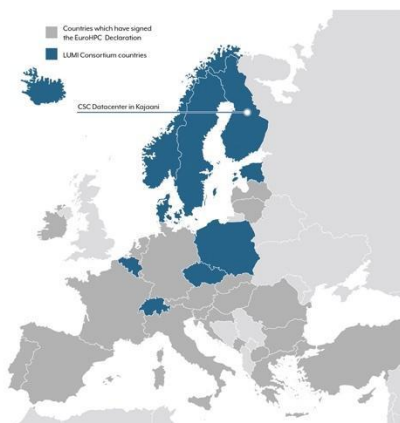 Countries which have signed
the EuroHPC Declaration
LUMI Consortium countries
CSC Datacenter in Kajaani